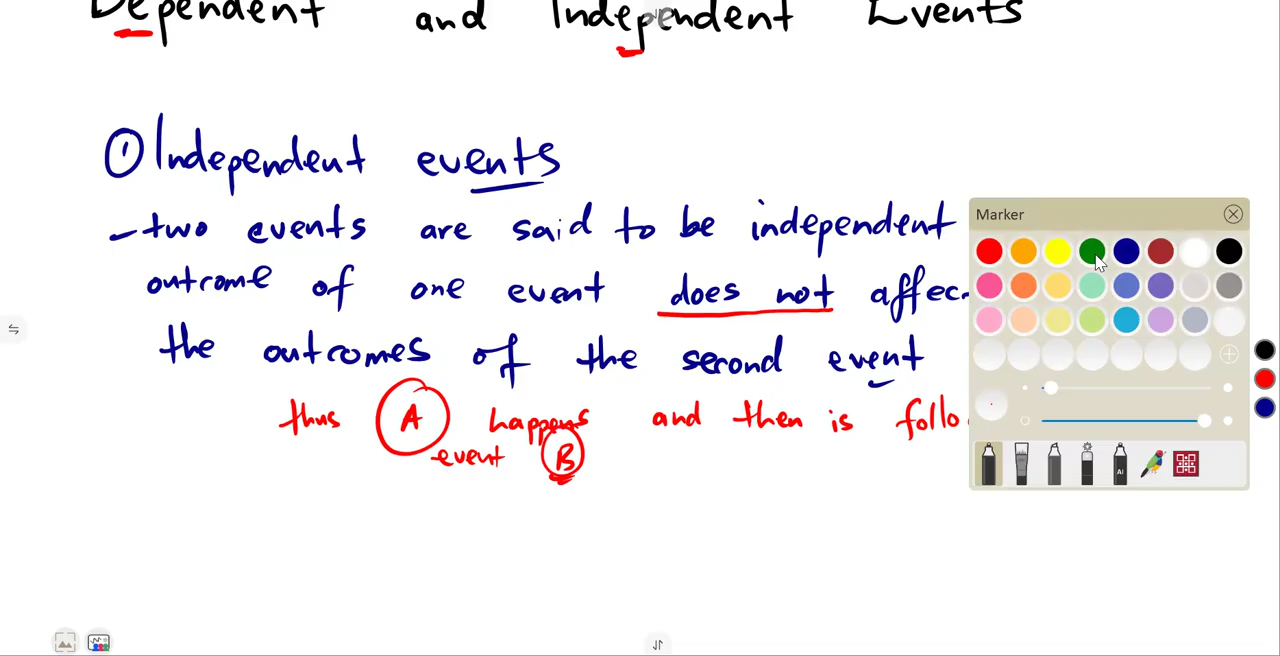 Dependent and Independent Events
① Independent events
- two events are said to be independent
outcome of one event does not affec
the outcomes of the second event
thus A happens and then is follo
event B
Marker
AI